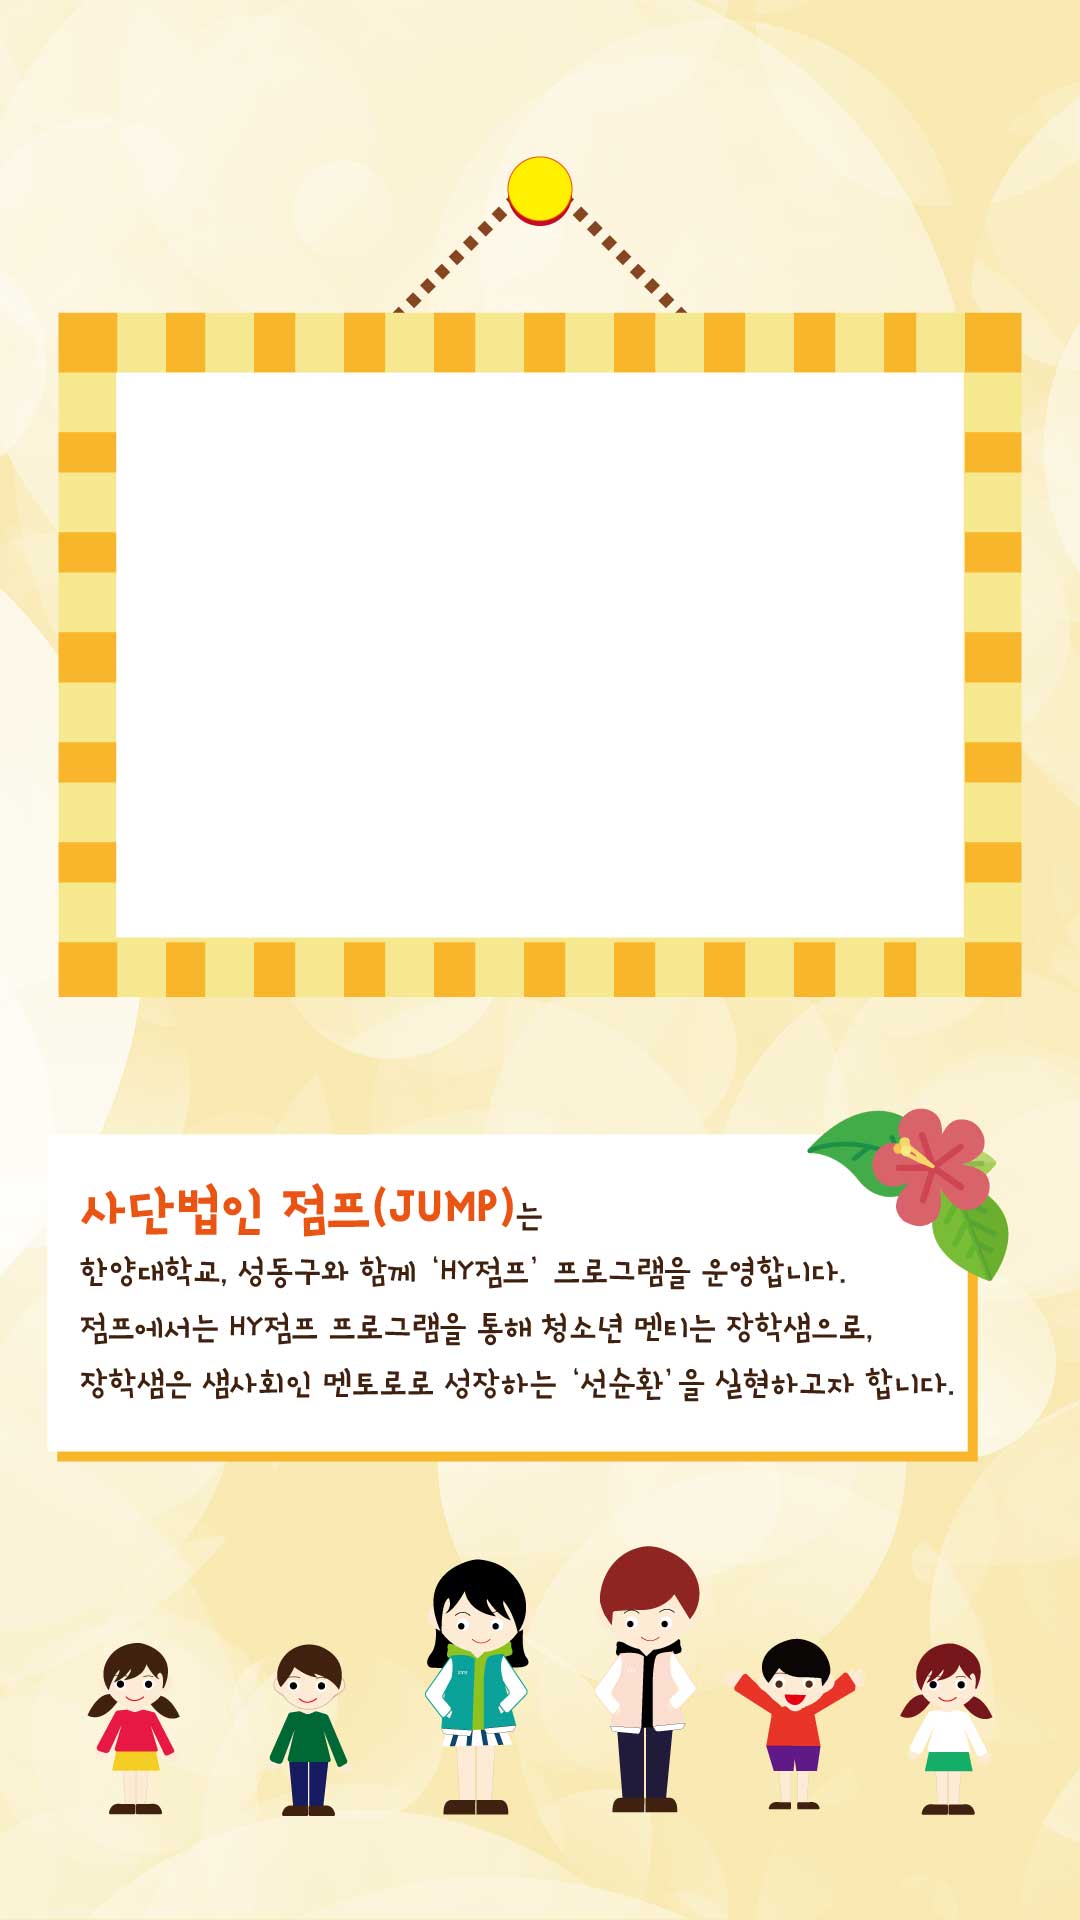 사단법인 점프(JUMP)는
한양대학교, 성동구와 함께 ‘HY점프’ 프로그램을 운영합니다.
점프에서는 HY점프 프로그램을 통해 청소년 멘티는 장학샘으로,
장학샘은 샘사회인 멘토로로 성장하는 ‘선순환’을 실현하고자 합니다.